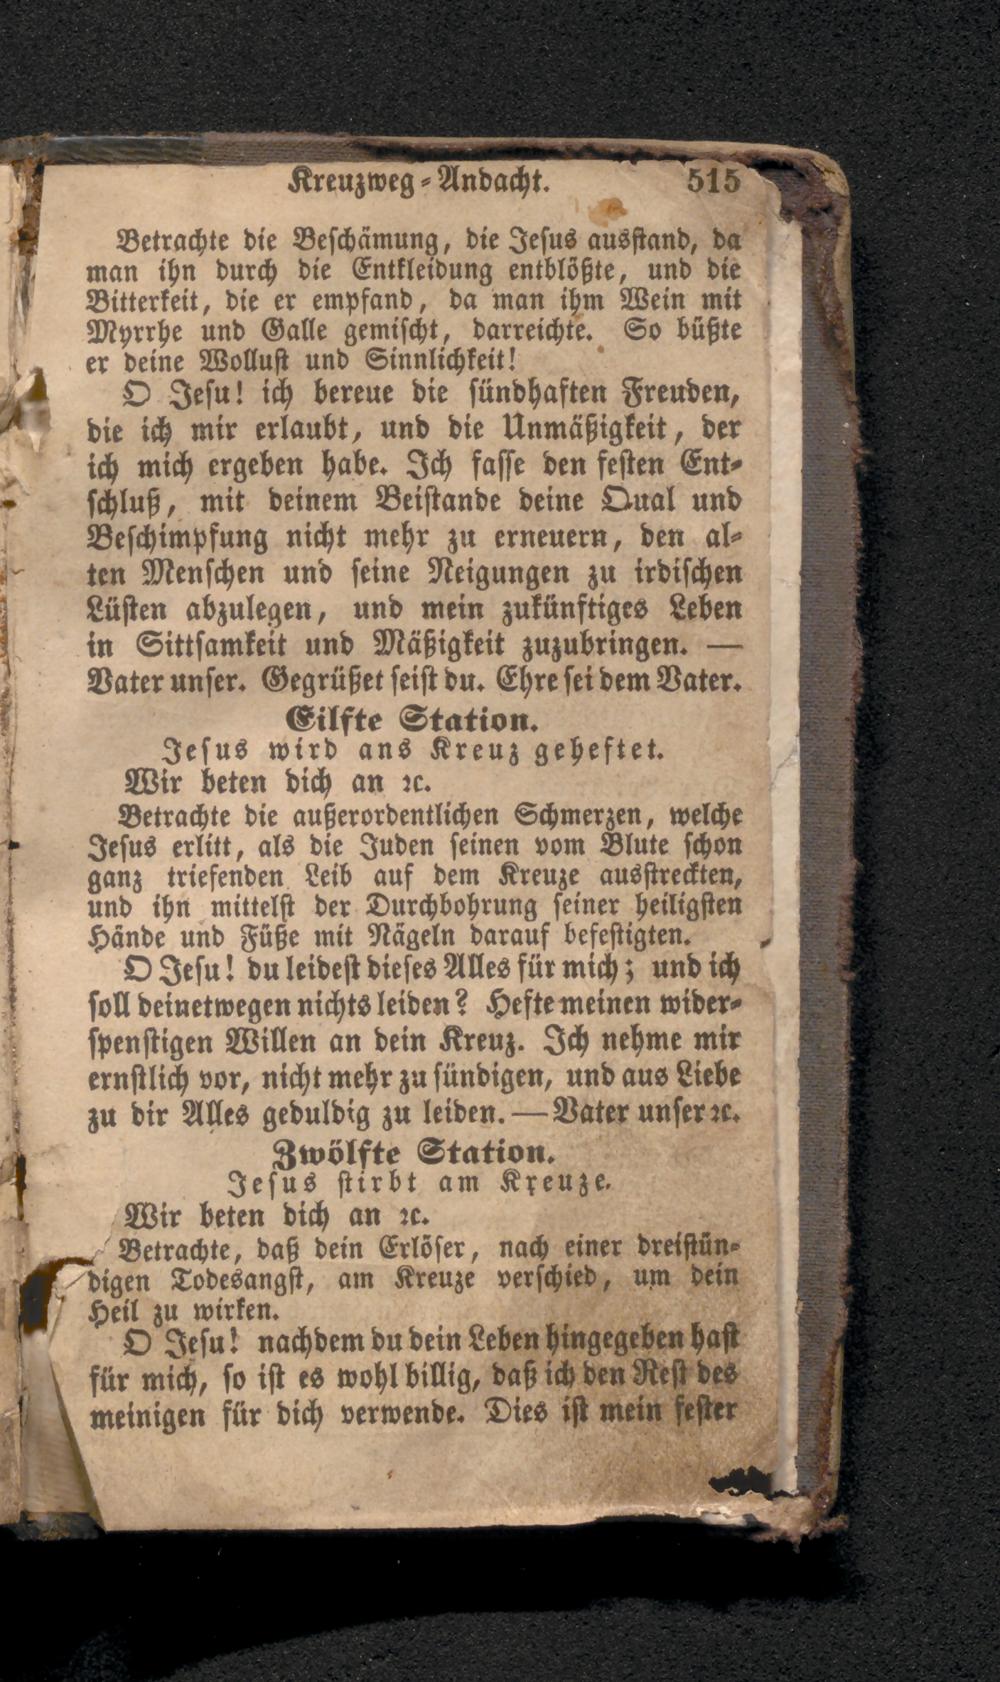 Kreuzweg-Andacht. 515
Betrachte die Beschämung, die Jesus ausstand, da
man ihn durch die Entkleidung entblößte, und die
Bitterkeit, die er empfand, da man ihm Wein mit
Myrrhe und Galle gemischt, darreichte. So büßte
er deine Wollust und Sinnlichkeit!
O Jesu! ich bereue die sündhaften Freuden,
die ich mir erlaubt, und die Unmäßigkeit, der
ich mich ergeben habe. Ich fasse den festen Ent-
schluß, mit deinem Beistande deine Qual und
Beschimpfung nicht mehr zu erneuern, den al-
ten Menschen und seine Neigungen zu irdischen
Lüsten abzulegen, und mein zukünftiges Leben
in Sittsamkeit und Mäßigkeit zuzubringen. —
Vater unser. Gegrüßet seist du. Ehre sei dem Vater.
Eilfte Station.
Jesus wird ans Kreuz geheftet.
Wir beten dich an ꝛc.
Betrachte die außerordentlichen Schmerzen, welche
Jesus erlitt, als die Juden seinen vom Blute schon
ganz triefenden Leib auf dem Kreuze ausstreckten,
und ihn mittelst der Durchbohrung seiner heiligsten
Hände und Füße mit Nägeln darauf befestigten.
O Jesu! du leidest dieses Alles für mich; und ich
soll deinetwegen nichts leiden? Hefte meinen wider-
spenstigen Willen an dein Kreuz. Ich nehme mir
ernstlich vor, nicht mehr zu sündigen, und aus Liebe
zu dir Alles geduldig zu leiden. — Vater unser ꝛc.
Zwölfte Station.
Jesus stirbt am Kreuze.
Wir beten dich an ꝛc.
Betrachte, daß dein Erlöser, nach einer dreistün-
digen Todesangst, am Kreuze verschied, um dein
Heil zu wirken.
O Jesu! nachdem du dein Leben hingegeben hast
für mich, so ist es wohl billig, daß ich den Rest des
meinigen für dich verwende. Dies ist mein fester